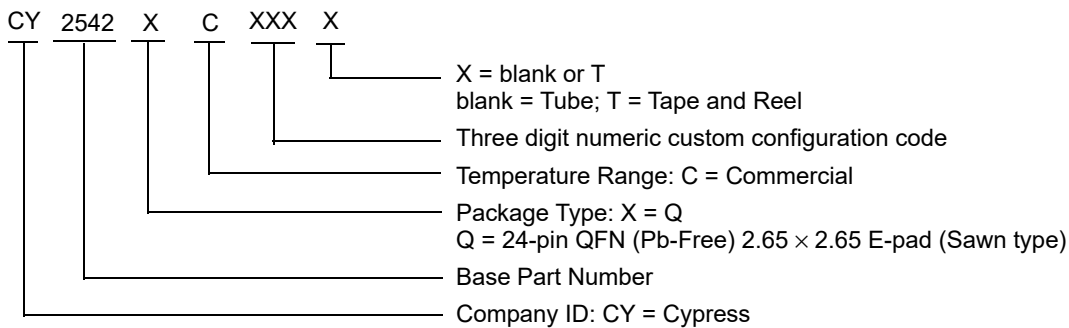 CY 2542 X C XXX X
X = blank or T
blank = Tube; T = Tape and Reel
Three digit numeric custom configuration code
Temperature Range: C = Commercial
Package Type: X = Q
Q = 24-pin QFN (Pb-Free) 2.65 × 2.65 E-pad (Sawn type)
Base Part Number
Company ID: CY = Cypress